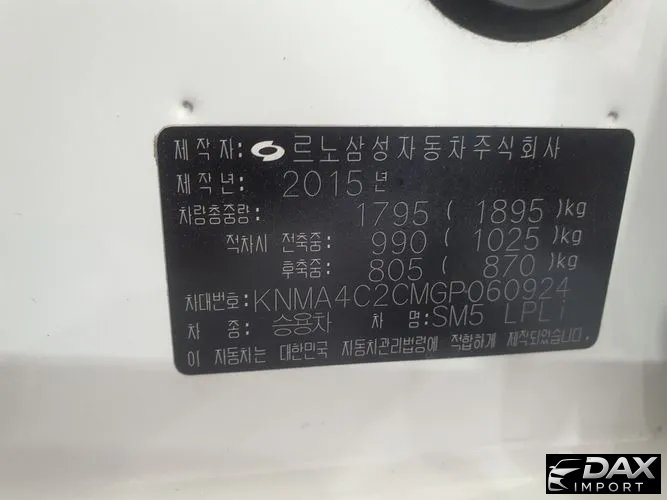 제작자: 르노삼성자동차주식회사
제작년: 2015년
차량총중량: 1795 ( 1895)kg
적차시 전축중: 990 ( 1025)kg
후축중: 805 ( 870)kg
차대번호: KNMA4C2CMGP060924
차 종: 승용차 차 명: SM5 LPLi
이 자동차는 대한민국 자동차관리법령에 적합하게 제작되었습니다.
DAX
IMPORT